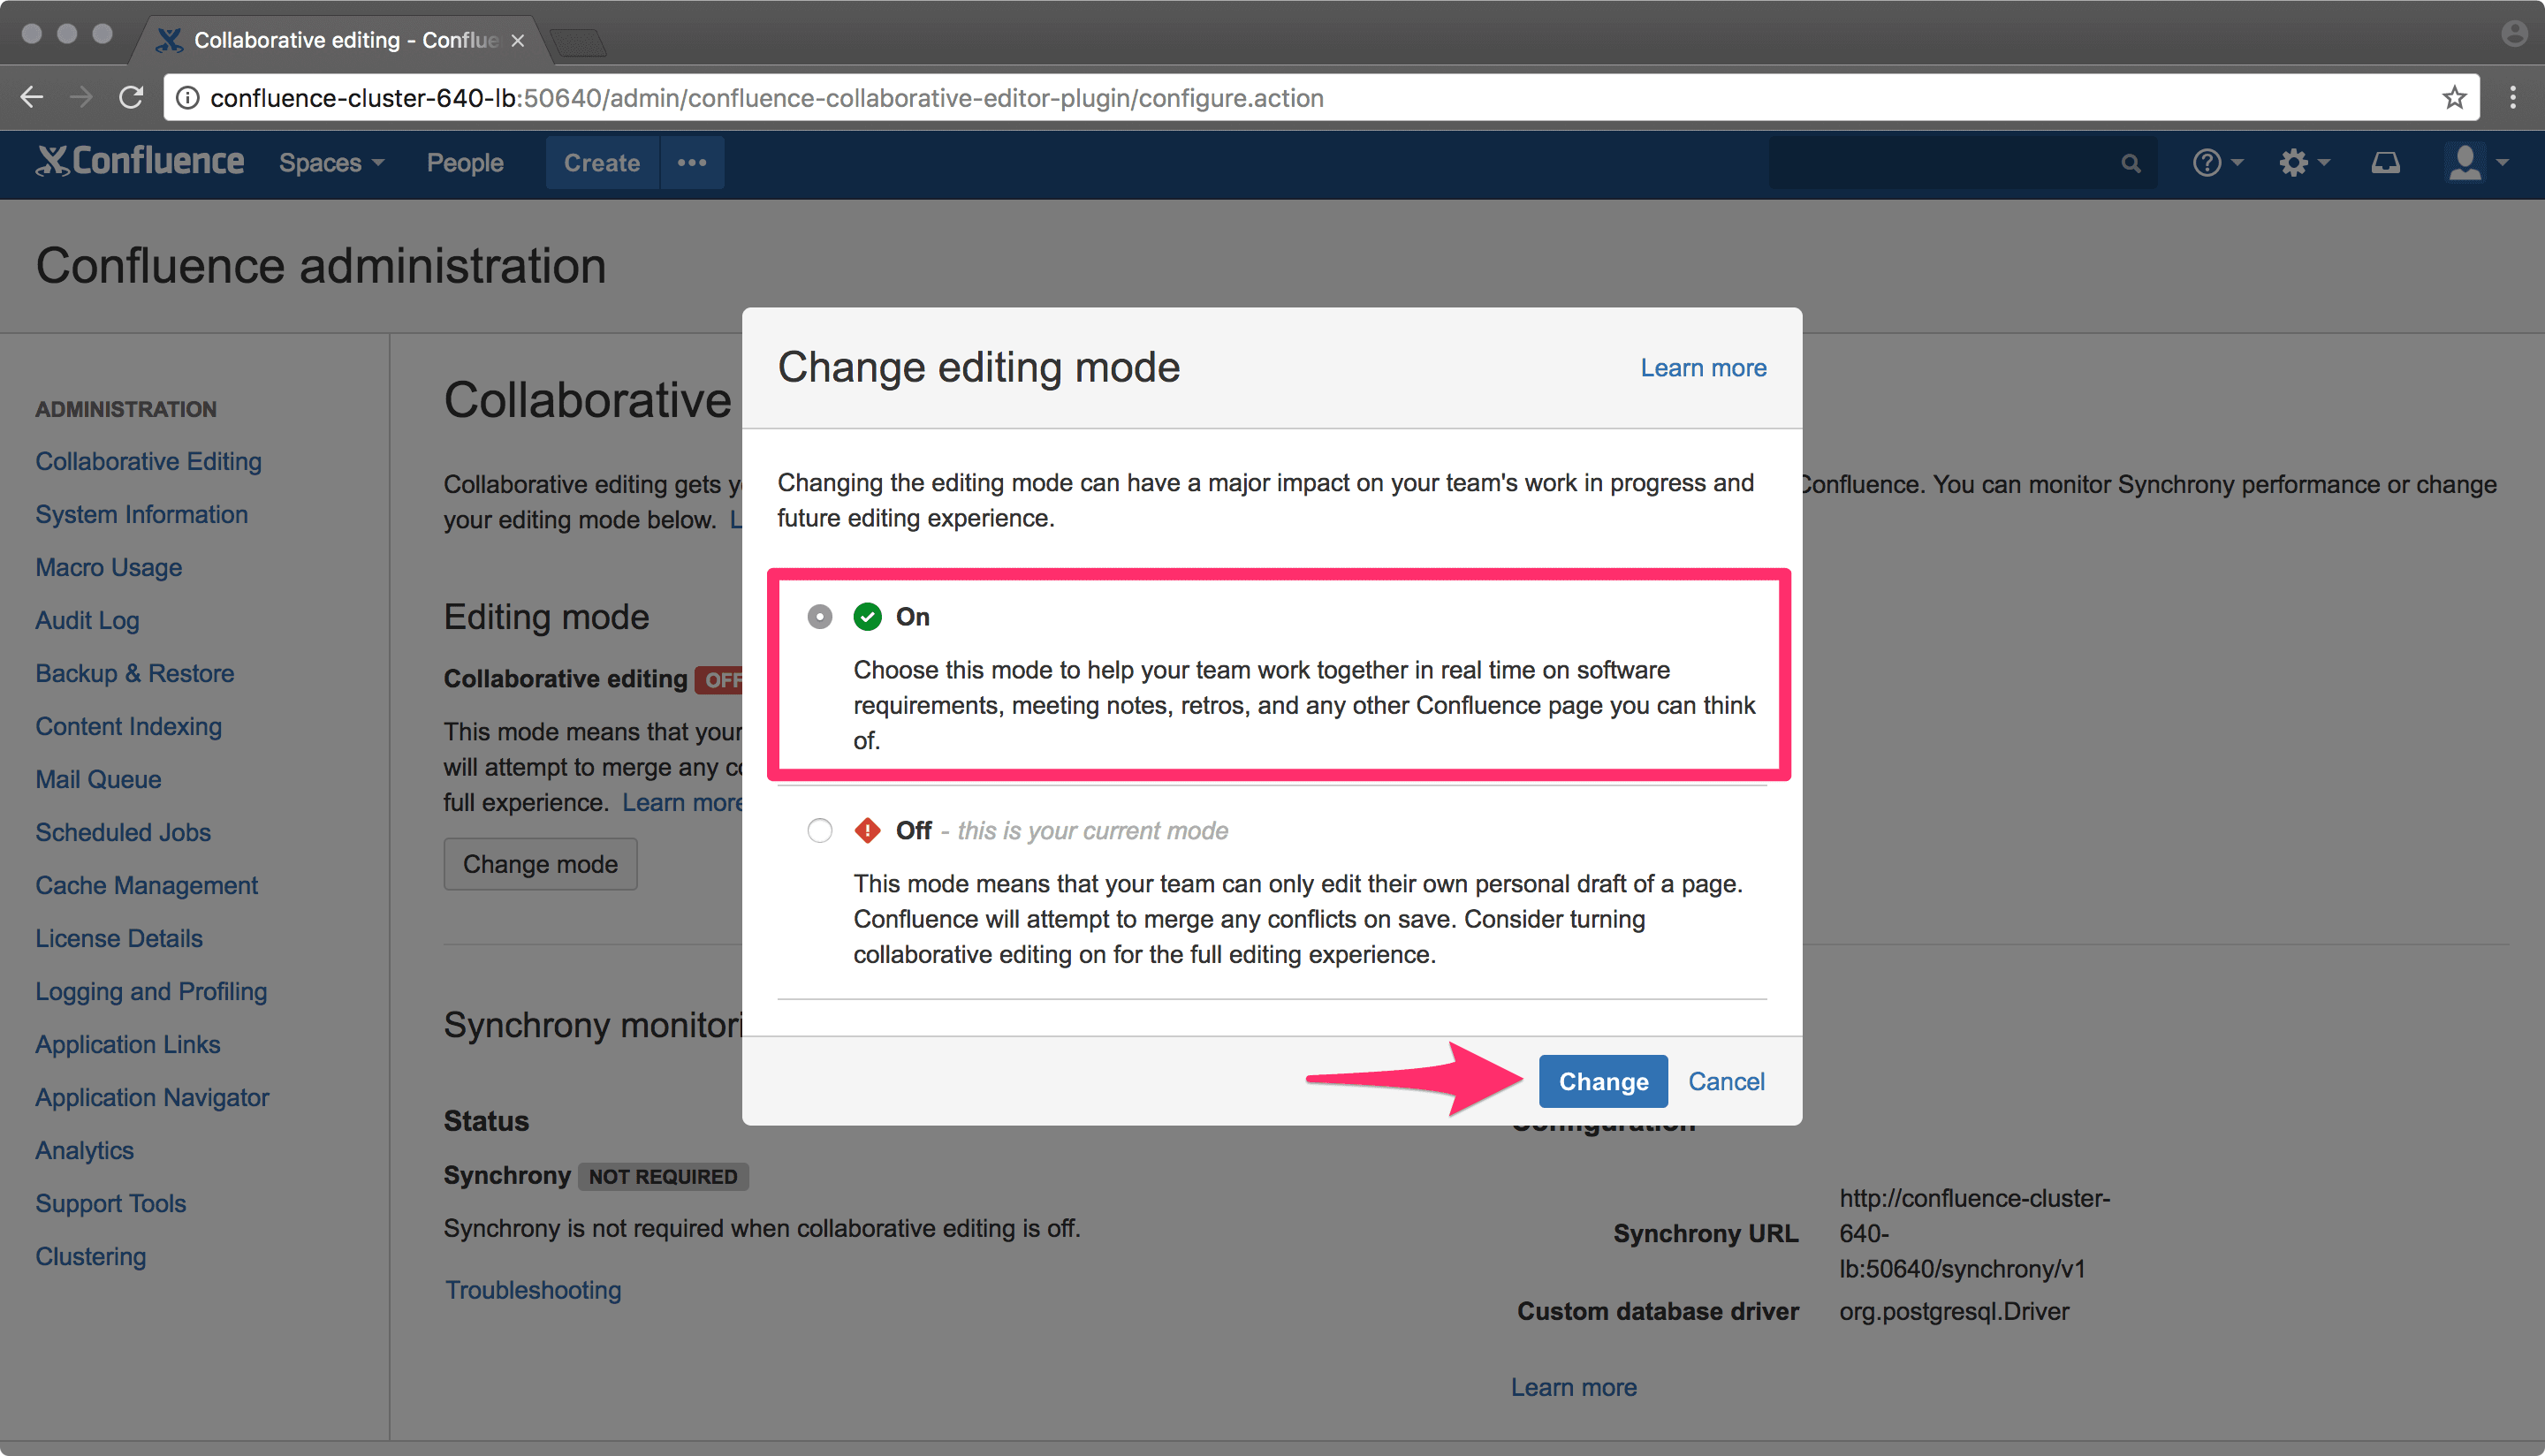 Collaborative editing - Conflue
confluence-cluster-640-lb:50640/admin/confluence-collaborative-editor-plugin/configure.action
Confluence Spaces People Create •••
Confluence administration
ADMINISTRATION
Collaborative Editing
System Information
Macro Usage
Audit Log
Backup & Restore
Content Indexing
Mail Queue
Scheduled Jobs
Cache Management
License Details
Logging and Profiling
Application Links
Application Navigator
Analytics
Support Tools
Clustering
Collaborative
Collaborative editing gets y
Confluence. You can monitor Synchrony performance or change
your editing mode below. L
Editing mode
Collaborative editing OFF
This mode means that your
will attempt to merge any co
full experience. Learn more
Change mode
Synchrony monitori
Status
Synchrony NOT REQUIRED
Synchrony is not required when collaborative editing is off.
Troubleshooting
Configuration
Synchrony URL
http://confluence-cluster-
640-
lb:50640/synchrony/v1
Custom database driver org.postgresql.Driver
Learn more
Change editing mode
Learn more
Changing the editing mode can have a major impact on your team's work in progress and
future editing experience.
On
Choose this mode to help your team work together in real time on software
requirements, meeting notes, retros, and any other Confluence page you can think
of.
Off - this is your current mode
This mode means that your team can only edit their own personal draft of a page.
Confluence will attempt to merge any conflicts on save. Consider turning
collaborative editing on for the full editing experience.
Change Cancel